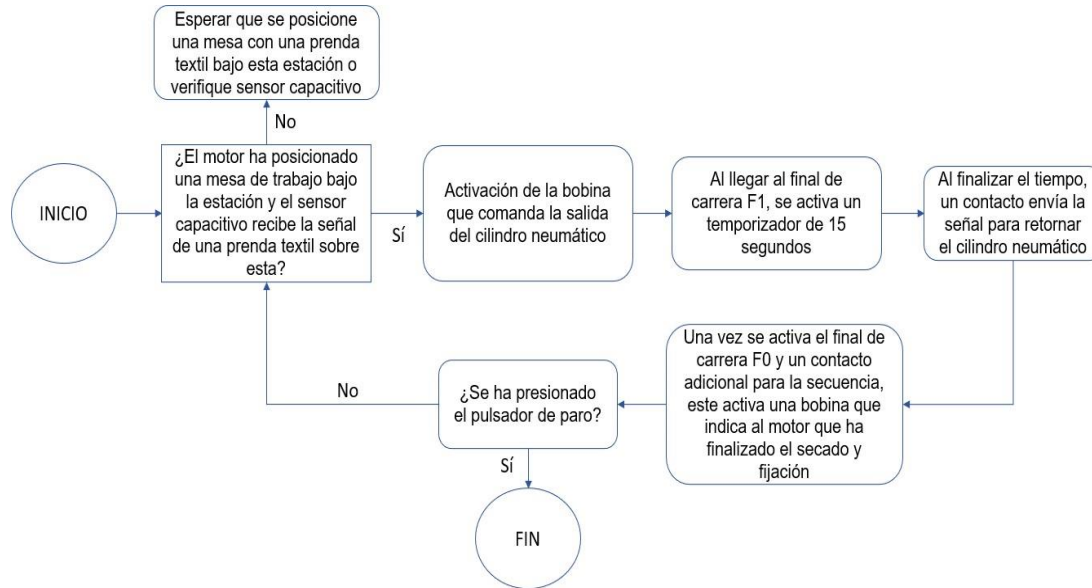 Esperar que se posicione
una mesa con una prenda
textil bajo esta estación o
verifique sensor capacitivo
No
INICIO
¿El motor ha posicionado
una mesa de trabajo bajo
la estación y el sensor
capacitivo recibe la señal
de una prenda textil sobre
esta?
Sí
Activación de la bobina
que comanda la salida
del cilindro neumático
Al llegar al final de
carrera F1, se activa un
temporizador de 15
segundos
Al finalizar el tiempo,
un contacto envía la
señal para retornar
el cilindro neumático
Una vez se activa el final de
carrera F0 y un contacto
adicional para la secuencia,
este activa una bobina que
indica al motor que ha
finalizado el secado y
fijación
¿Se ha presionado
el pulsador de paro?
No
Sí
FIN